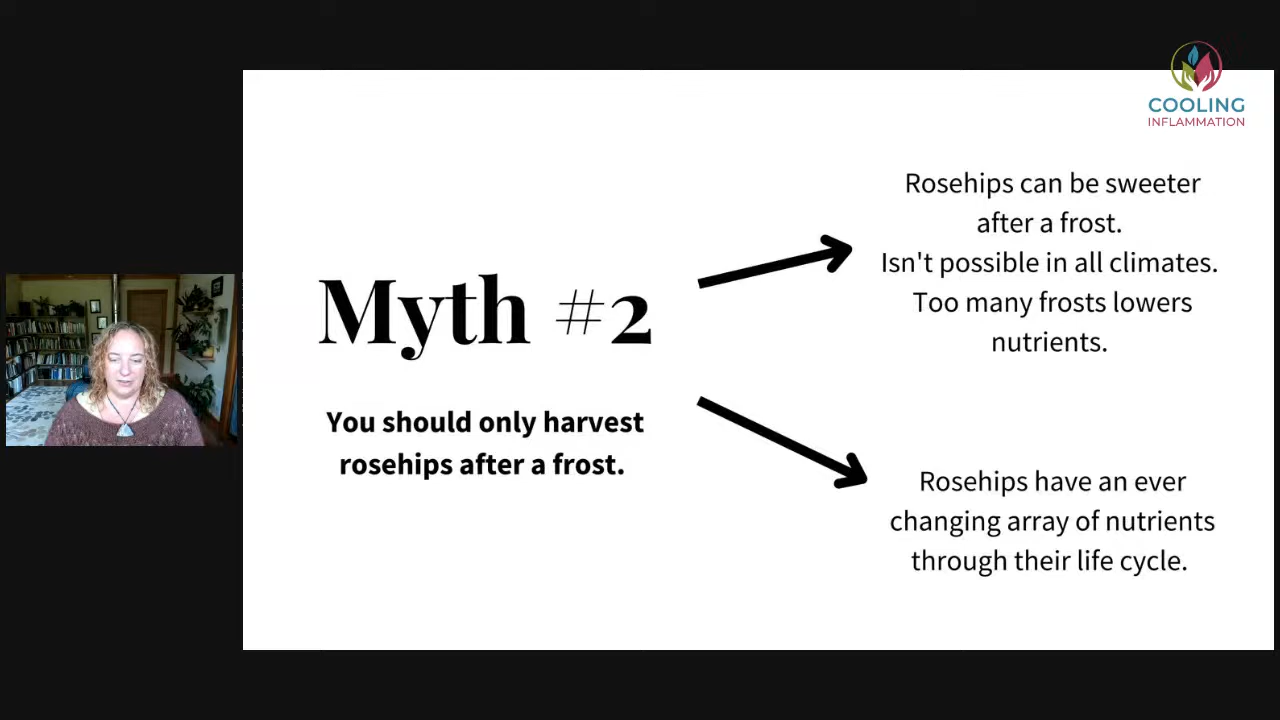 COOLING
INFLAMMATION
Rosehips can be sweeter
after a frost.
Isn't possible in all climates.
Too many frosts lowers
nutrients.
Myth #2
You should only harvest
rosehips after a frost.
Rosehips have an ever
changing array of nutrients
through their life cycle.